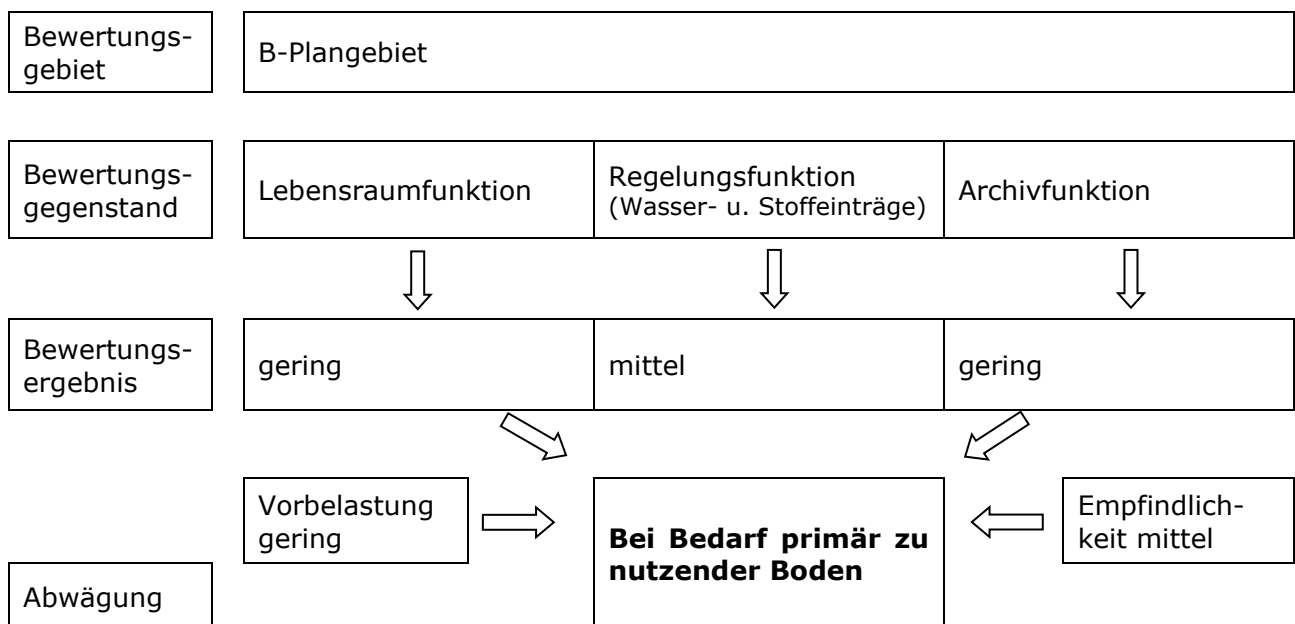 Bewertungs-
gebiet
B-Plangebiet
Bewertungs-
gegenstand
Lebensraumfunktion
Regelungsfunktion
(Wasser- u. Stoffeinträge)
Archivfunktion
Bewertungs-
ergebnis
gering
mittel
gering
Vorbelastung
gering
Bei Bedarf primär zu
nutzender Boden
Empfindlich-
keit mittel
Abwägung